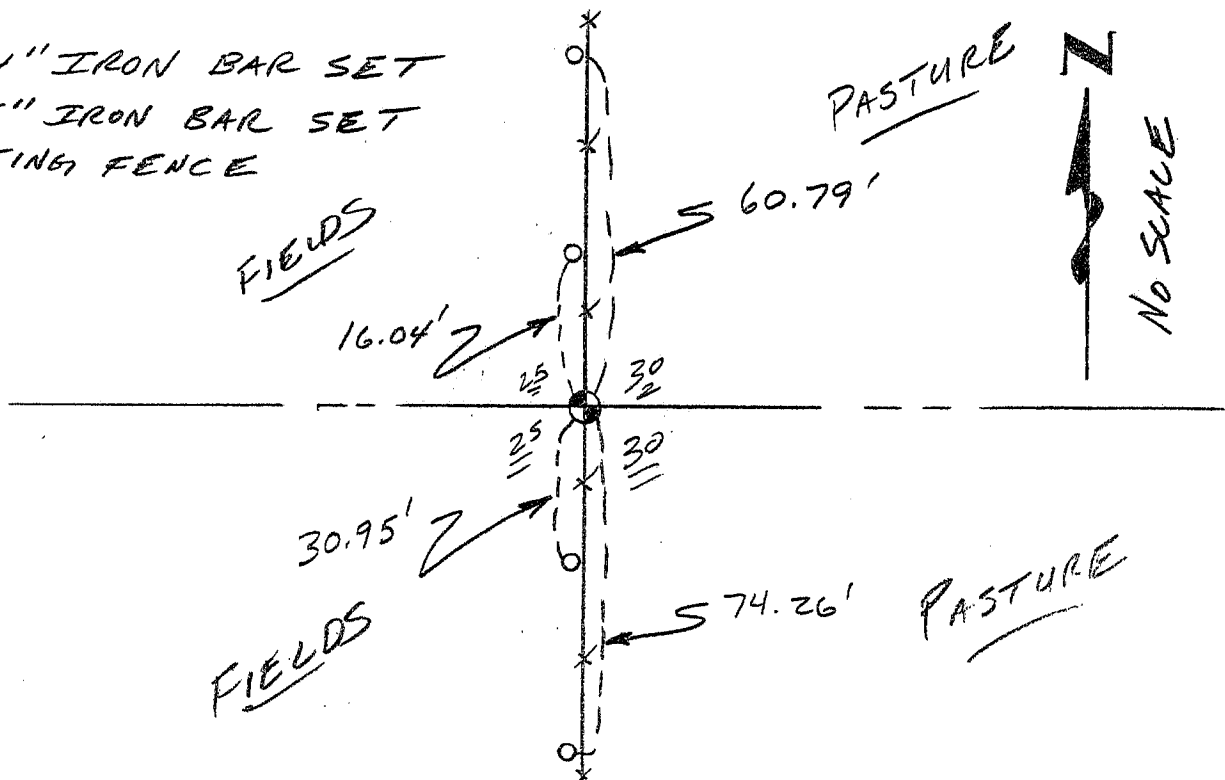 " IRON BAR SET
" IRON BAR SET
TING FENCE
PASTURE
N
NO SCALE
FIELDS
60.79'
16.04'
25 30
25 30
30.95'
74.26'
PASTURE
FIELDS